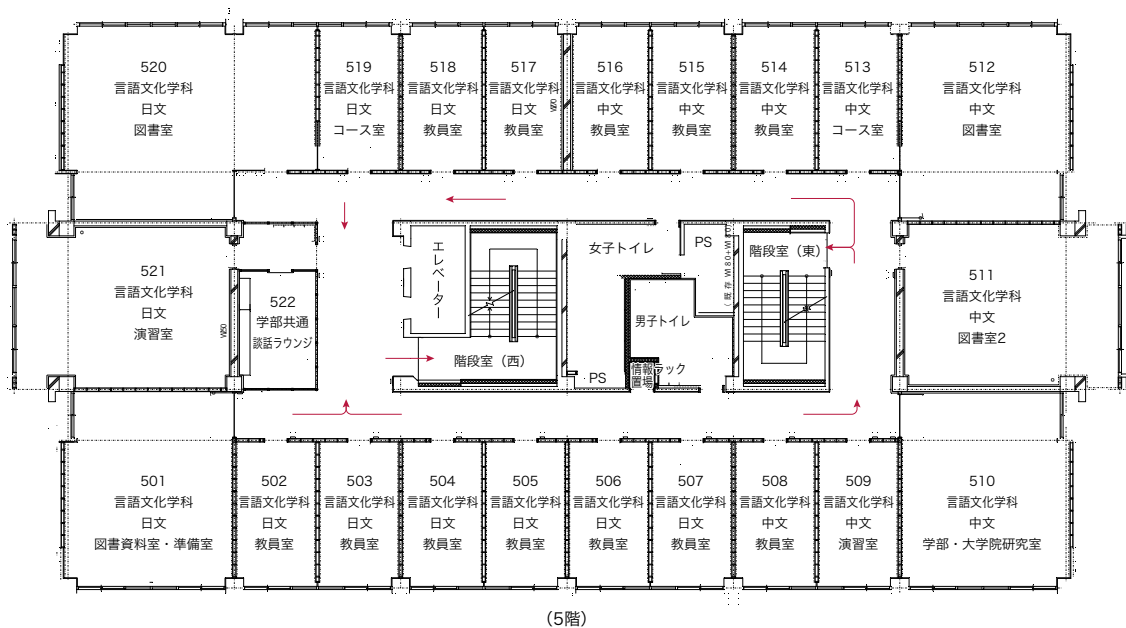 520
言語文化学科
日文
図書室
519
言語文化学科
日文
コース室
518
言語文化学科
日文
教員室
517
言語文化学科
日文
教員室
516
言語文化学科
中文
教員室
515
言語文化学科
中文
教員室
514
言語文化学科
中文
教員室
513
言語文化学科
中文
コース室
512
言語文化学科
中文
図書室
521
言語文化学科
日文
演習室
522
学部共通
談話ラウンジ
エレベーター
階段室（西）
女子トイレ
PS
男子トイレ
PS
情報ラック
置場
階段室（東）
511
言語文化学科
中文
図書室2
501
言語文化学科
日文
図書資料室・準備室
502
言語文化学科
日文
教員室
503
言語文化学科
日文
教員室
504
言語文化学科
日文
教員室
505
言語文化学科
日文
教員室
506
言語文化学科
日文
教員室
507
言語文化学科
日文
教員室
508
言語文化学科
中文
教員室
509
言語文化学科
中文
演習室
510
言語文化学科
中文
学部・大学院研究室
（5階）